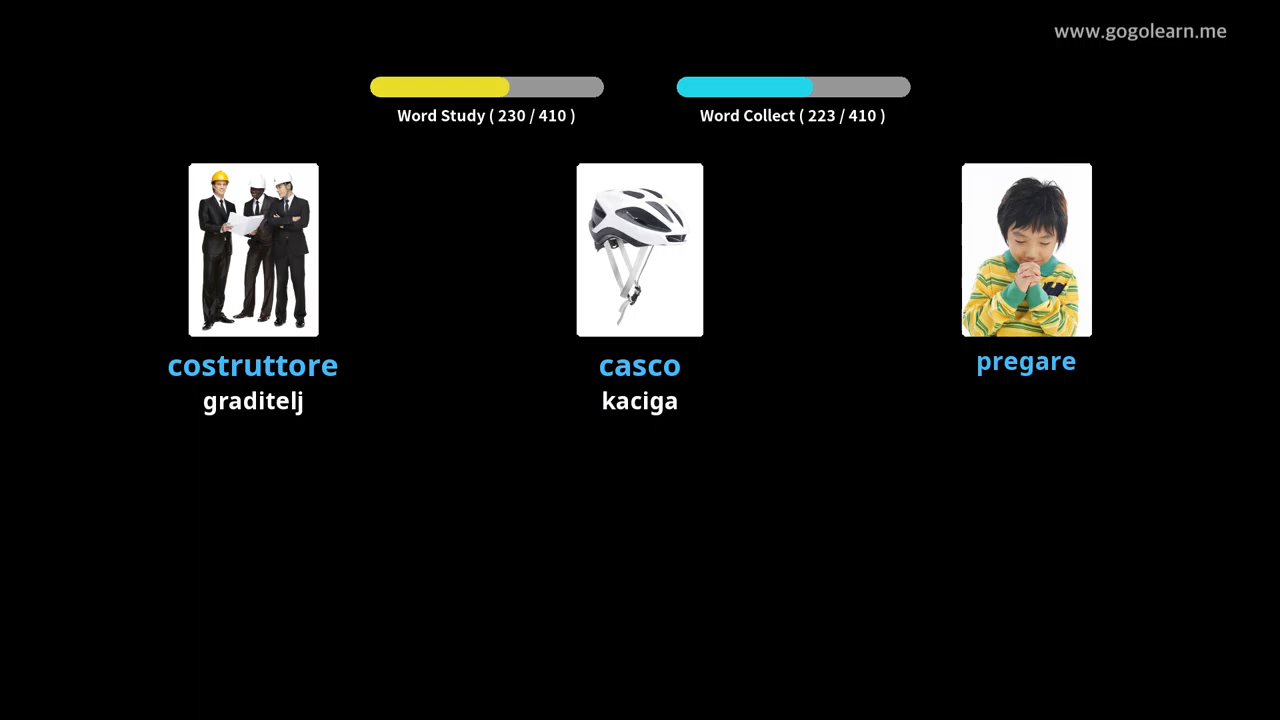 www.gogolearn.me
Word Study ( 230 / 410 )
Word Collect ( 223 / 410 )
costruttore
graditelj
casco
kaciga
pregare